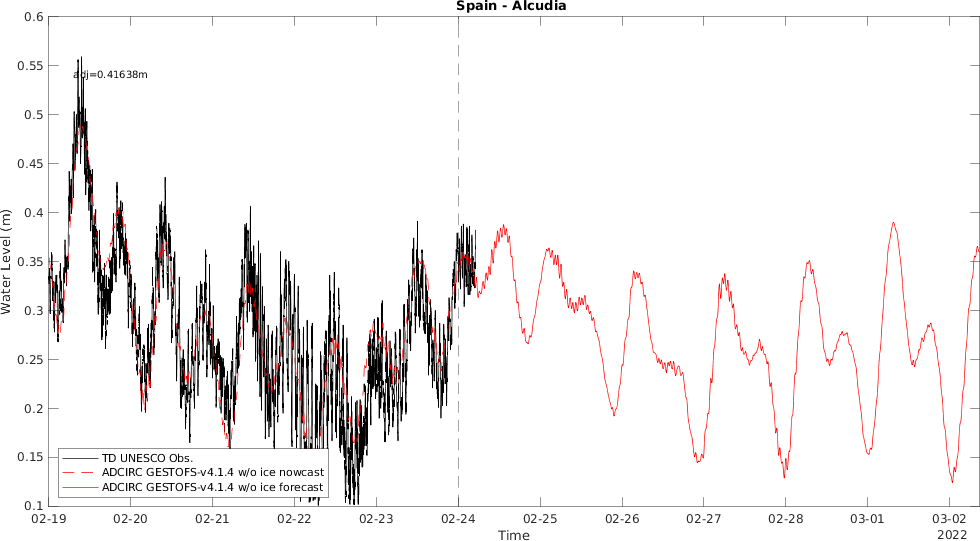 Spain - Alcudia
0.6
0.55
0.5
0.45
0.4
0.35
0.3
0.25
0.2
0.15
0.1
Water Level (m)
adj=0.41638m
TD UNESCO Obs.
ADCIRC GESTOFS-v4.1.4 w/o ice nowcast
ADCIRC GESTOFS-v4.1.4 w/o ice forecast
02-19 02-20 02-21 02-22 02-23 02-24 02-25 02-26 02-27 02-28 03-01 03-02
Time
2022